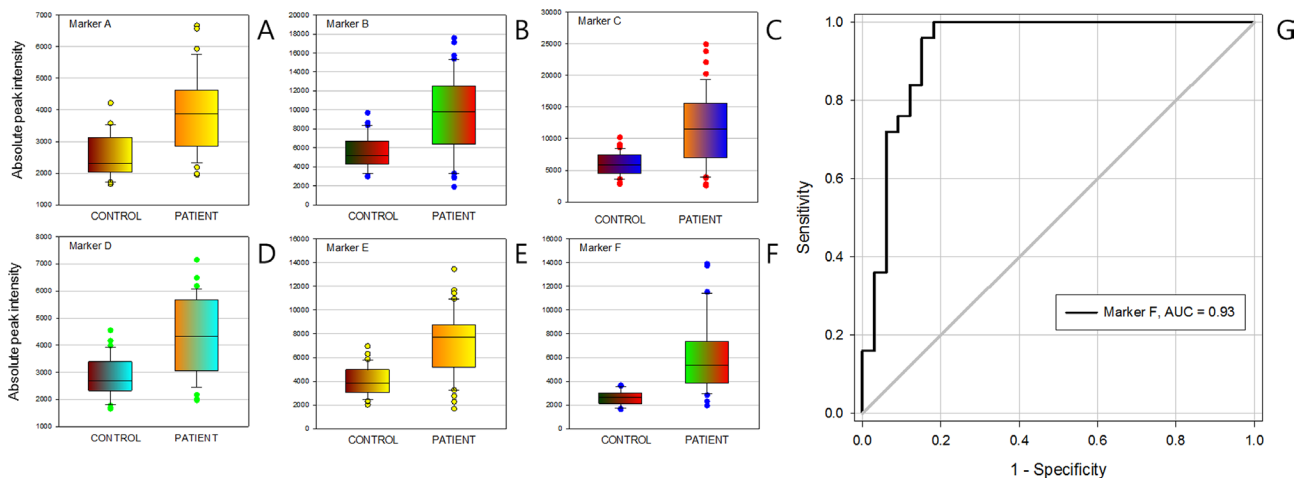 Marker A
A
Absolute peak intensity
7000
6000
5000
4000
3000
2000
1000
CONTROL PATIENT
Marker B
B
20000
18000
16000
14000
12000
10000
8000
6000
4000
2000
0
CONTROL PATIENT
Marker C
C
30000
25000
20000
15000
10000
5000
0
CONTROL PATIENT
Marker D
D
Absolute peak intensity
8000
7000
6000
5000
4000
3000
2000
1000
CONTROL PATIENT
Marker E
E
16000
14000
12000
10000
8000
6000
4000
2000
0
CONTROL PATIENT
Marker F
F
16000
14000
12000
10000
8000
6000
4000
2000
0
CONTROL PATIENT
G
Sensitivity
1.0
0.8
0.6
0.4
0.2
0.0
Marker F, AUC = 0.93
0.0 0.2 0.4 0.6 0.8 1.0
1 - Specificity